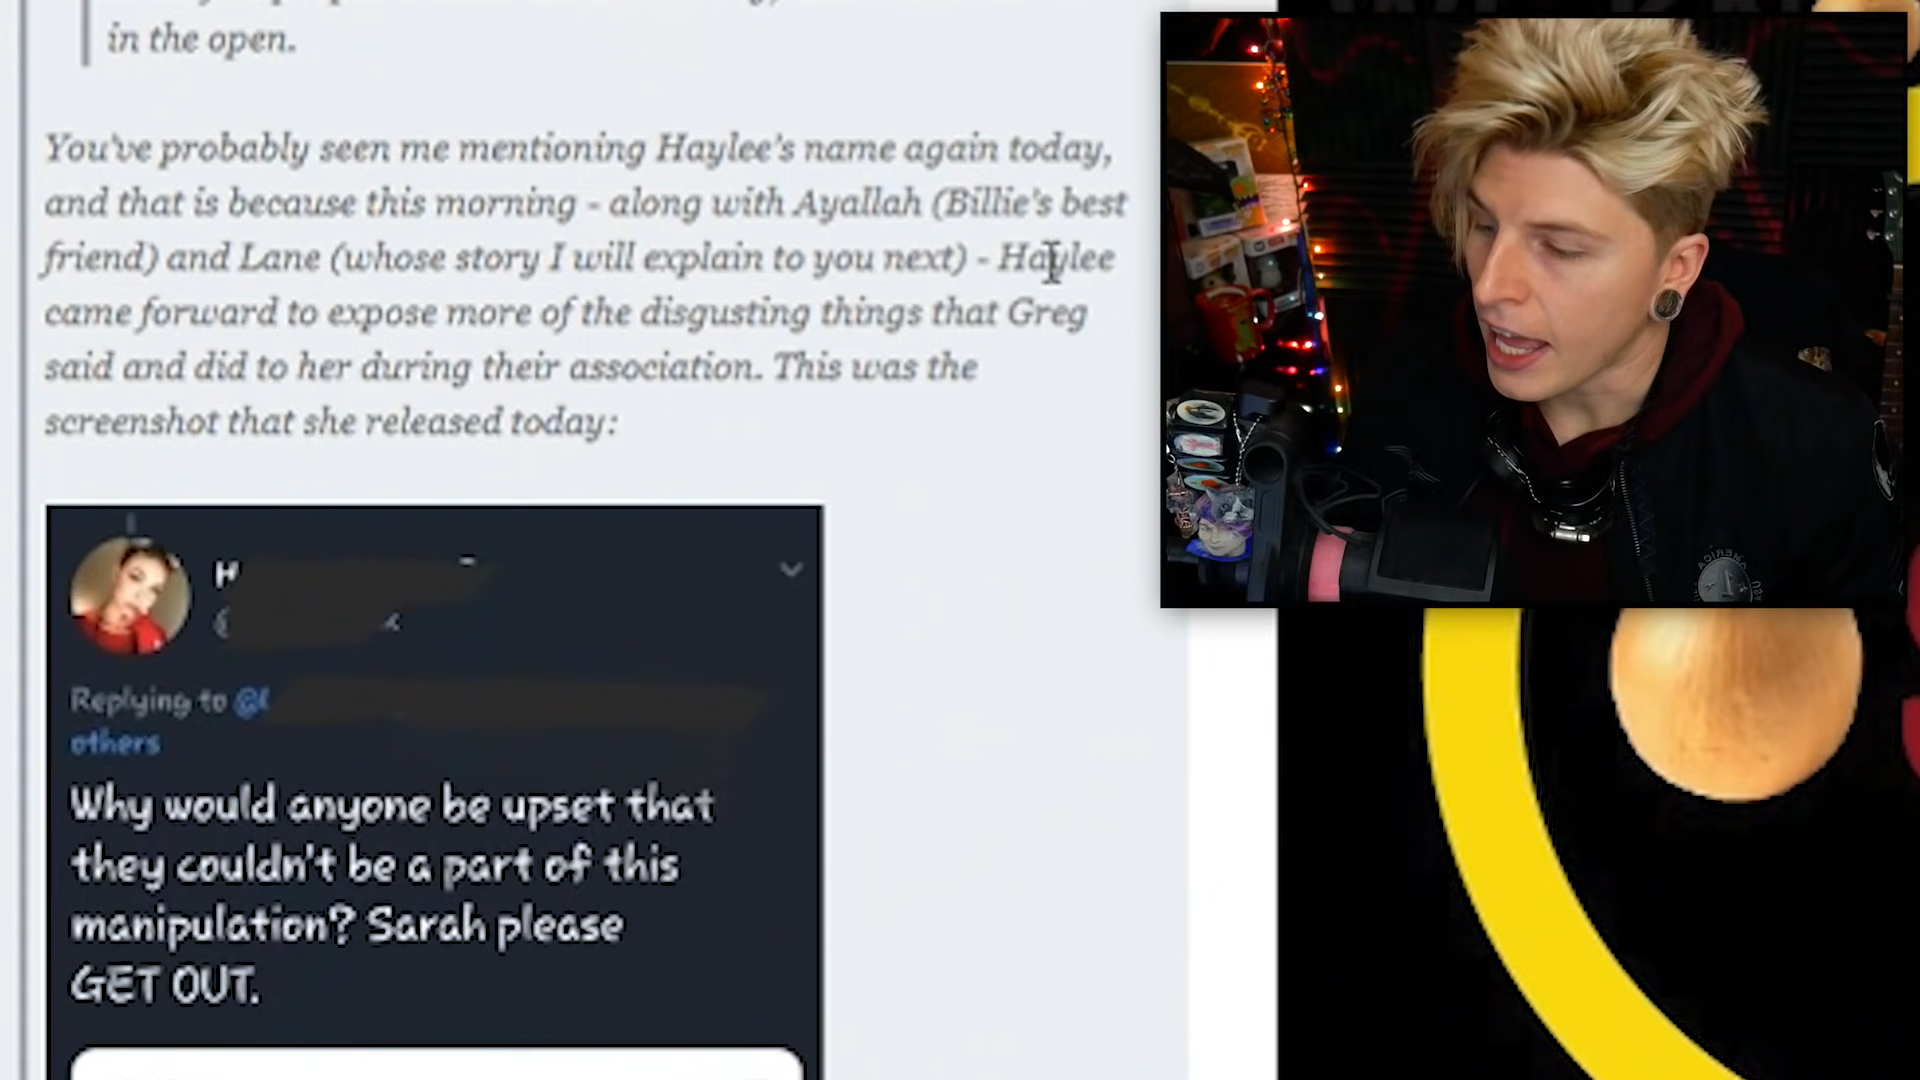 in the open.
You've probably seen me mentioning Haylee's name again today,
and that is because this morning - along with Ayallah (Billie's best
friend) and Lane (whose story I will explain to you next) - Haylee
came forward to expose more of the disgusting things that Greg
said and did to her during their association. This was the
screenshot that she released today:
H
Replying to
others
Why would anyone be upset that
they couldn't be a part of this
manipulation? Sarah please
GET OUT.